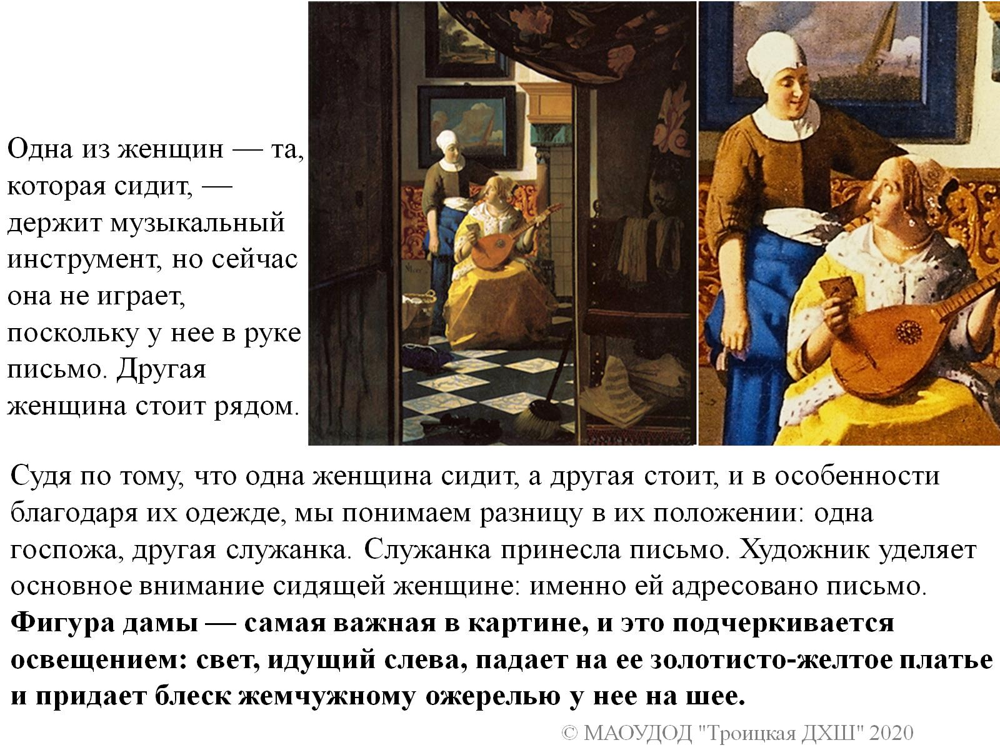 Одна из женщин — та,
которая сидит, —
держит музыкальный
инструмент, но сейчас
она не играет,
поскольку у нее в руке
письмо. Другая
женщина стоит рядом.
Судя по тому, что одна женщина сидит, а другая стоит, и в особенности
благодаря их одежде, мы понимаем разницу в их положении: одна
госпожа, другая служанка. Служанка принесла письмо. Художник уделяет
основное внимание сидящей женщине: именно ей адресовано письмо.
Фигура дамы — самая важная в картине, и это подчеркивается
освещением: свет, идущий слева, падает на ее золотисто-желтое платье
и придает блеск жемчужному ожерелью у нее на шее.
© МАОУДОД "Троицкая ДХШ" 2020